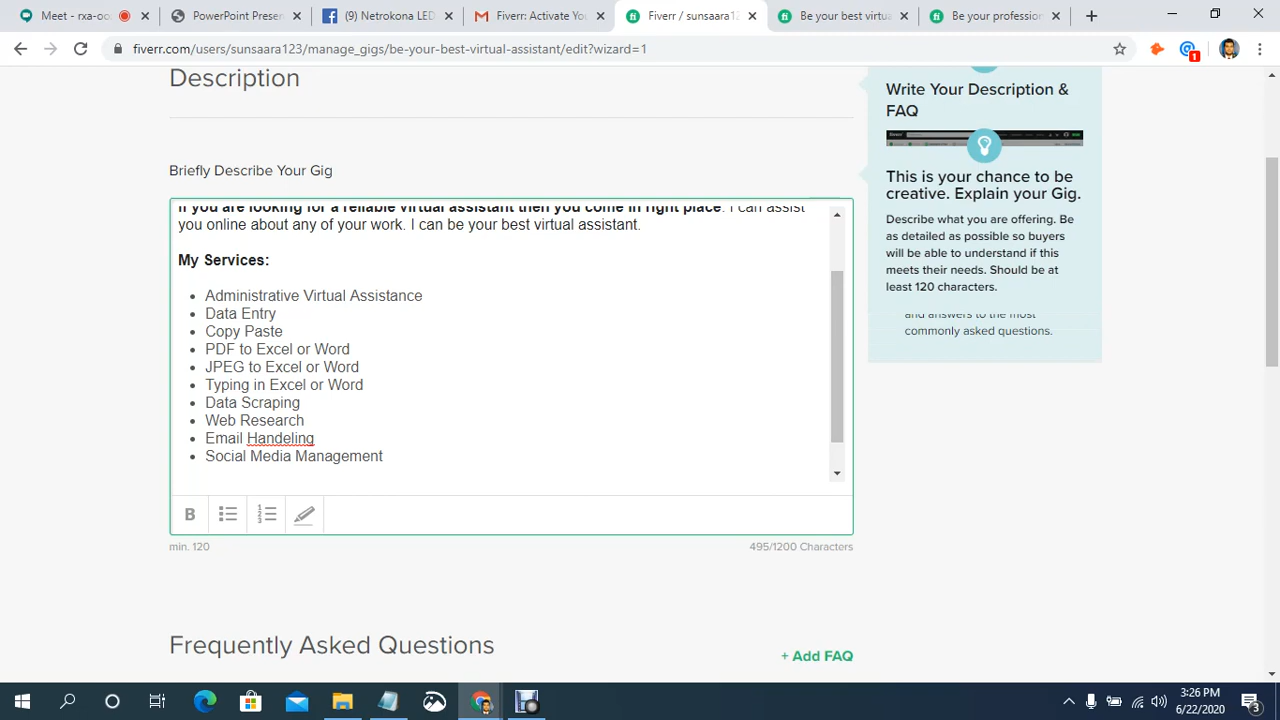 Meet - rxa-oo
PowerPoint Presen
(9) Netrokona LED
Fiverr: Activate You
Fiverr / sunsaara12
Be your best virtua
Be your profession
fiverr.com/users/sunsaara123/manage_gigs/be-your-best-virtual-assistant/edit?wizard=1
1
Description
Briefly Describe Your Gig
If you are looking for a reliable virtual assistant then you come in right place. I can assist
you online about any of your work. I can be your best virtual assistant.
My Services:
Administrative Virtual Assistance
Data Entry
Copy Paste
PDF to Excel or Word
JPEG to Excel or Word
Typing in Excel or Word
Data Scraping
Web Research
Email Handeling
Social Media Management
B
min. 120
495/1200 Characters
Write Your Description &
FAQ
This is your chance to be
creative. Explain your Gig.
Describe what you are offering. Be
as detailed as possible so buyers
will be able to understand if this
meets their needs. Should be at
least 120 characters.
and answers to the most
commonly asked questions.
Frequently Asked Questions
+ Add FAQ
3:26 PM
6/22/2020
3